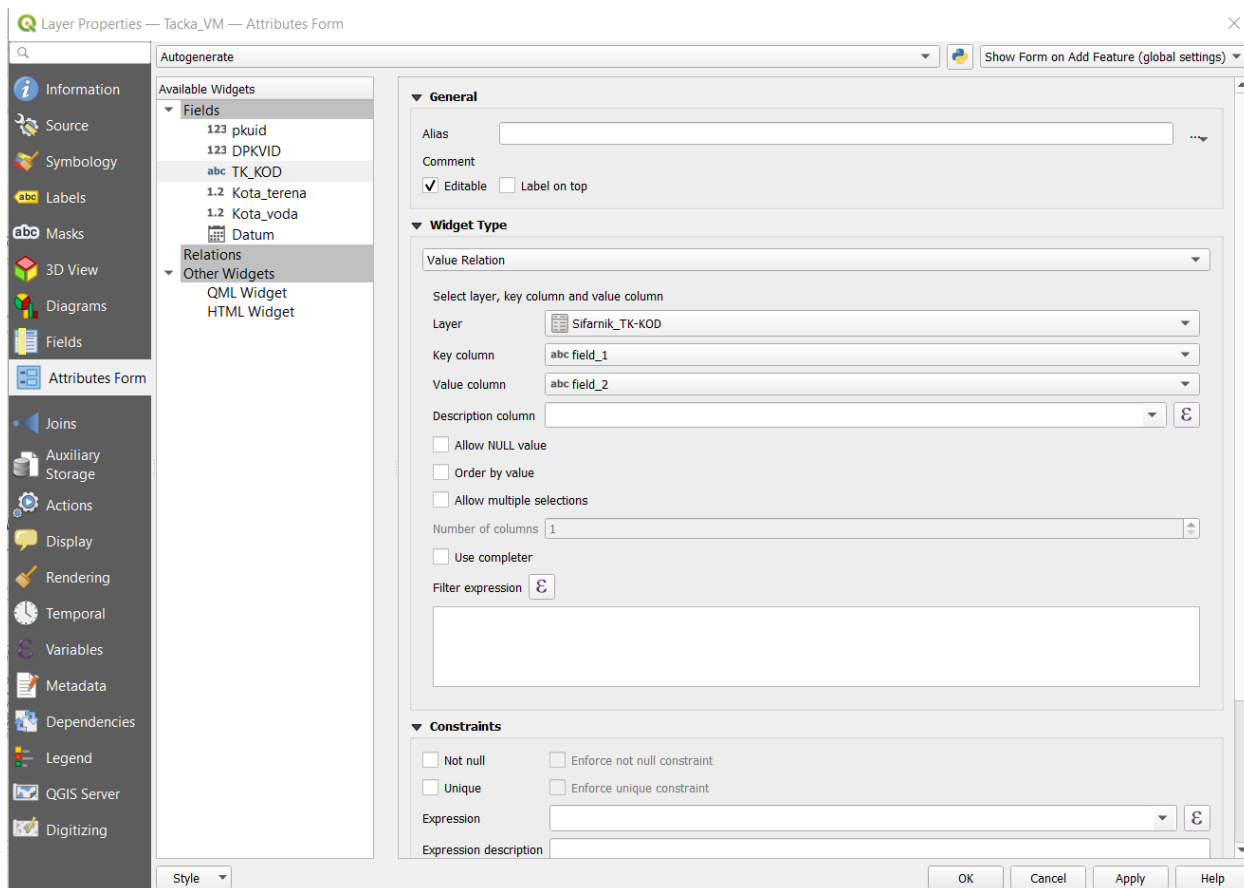 Layer Properties — Tacka_VM — Attributes Form
Autogenerate
Show Form on Add Feature (global settings)
Information
Source
Symbology
abc Labels
abc Masks
3D View
Diagrams
Fields
Attributes Form
Joins
Auxiliary
Storage
Actions
Display
Rendering
Temporal
ε Variables
Metadata
Dependencies
Legend
QGIS Server
Digitizing
Available Widgets
Fields
123 pkuid
123 DPKVID
abc TK_KOD
1.2 Kota_terena
1.2 Kota_voda
Datum
Relations
Other Widgets
QML Widget
HTML Widget
General
Alias
...
Comment
Editable Label on top
Widget Type
Value Relation
Select layer, key column and value column
Layer Sifarnik_TK-KOD
Key column abc field_1
Value column abc field_2
Description column ε
Allow NULL value
Order by value
Allow multiple selections
Number of columns 1
Use completer
Filter expression ε
Constraints
Not null Enforce not null constraint
Unique Enforce unique constraint
Expression ε
Expression description
Style OK Cancel Apply Help